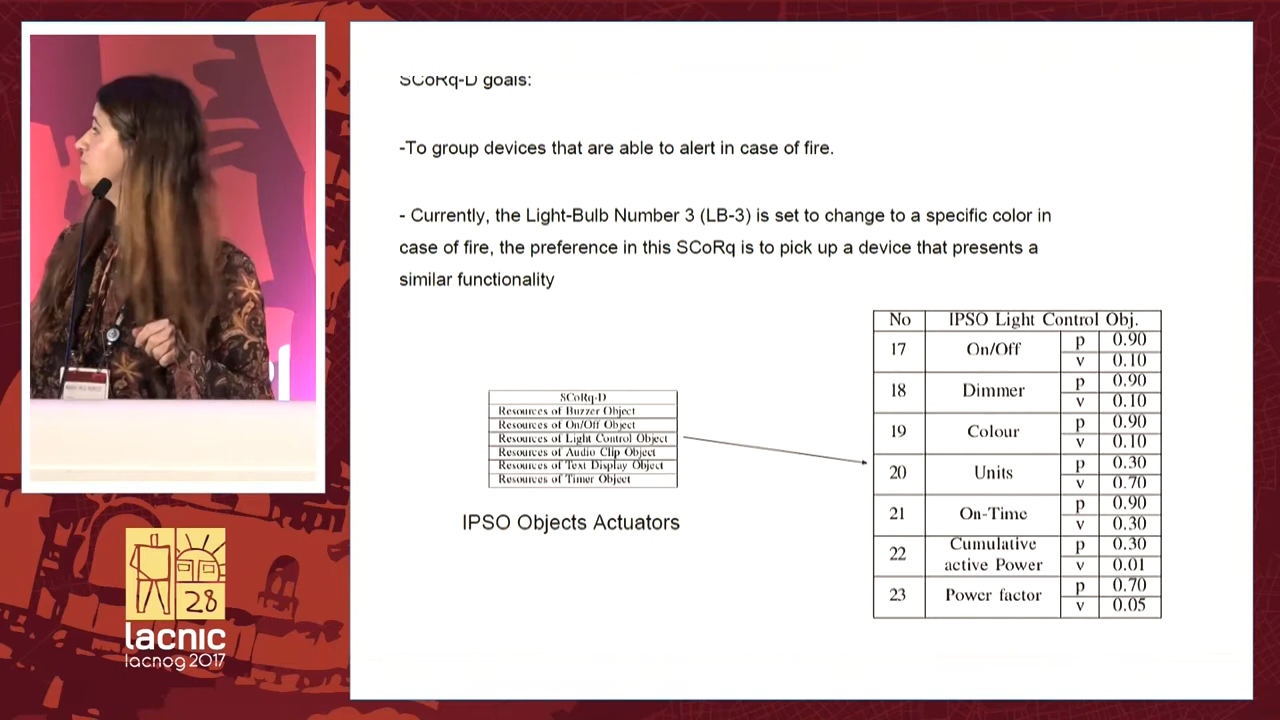 SCoRq-D goals:
-To group devices that are able to alert in case of fire.
- Currently, the Light-Bulb Number 3 (LB-3) is set to change to a specific color in
case of fire, the preference in this SCoRq is to pick up a device that presents a
similar functionality
SCoRq-D
Resources of Buzzer Object
Resources of On/Off Object
Resources of Light Control Object
Resources of Audio Clip Object
Resources of Text Display Object
Resources of Timer Object
IPSO Objects Actuators
No IPSO Light Control Obj.
17 On/Off p 0.90
v 0.10
18 Dimmer p 0.90
v 0.10
19 Colour p 0.90
v 0.10
20 Units p 0.30
v 0.70
21 On-Time p 0.90
v 0.30
22 Cumulative active Power p 0.30
v 0.01
23 Power factor p 0.70
v 0.05
28
lacnic
lacnog 2017